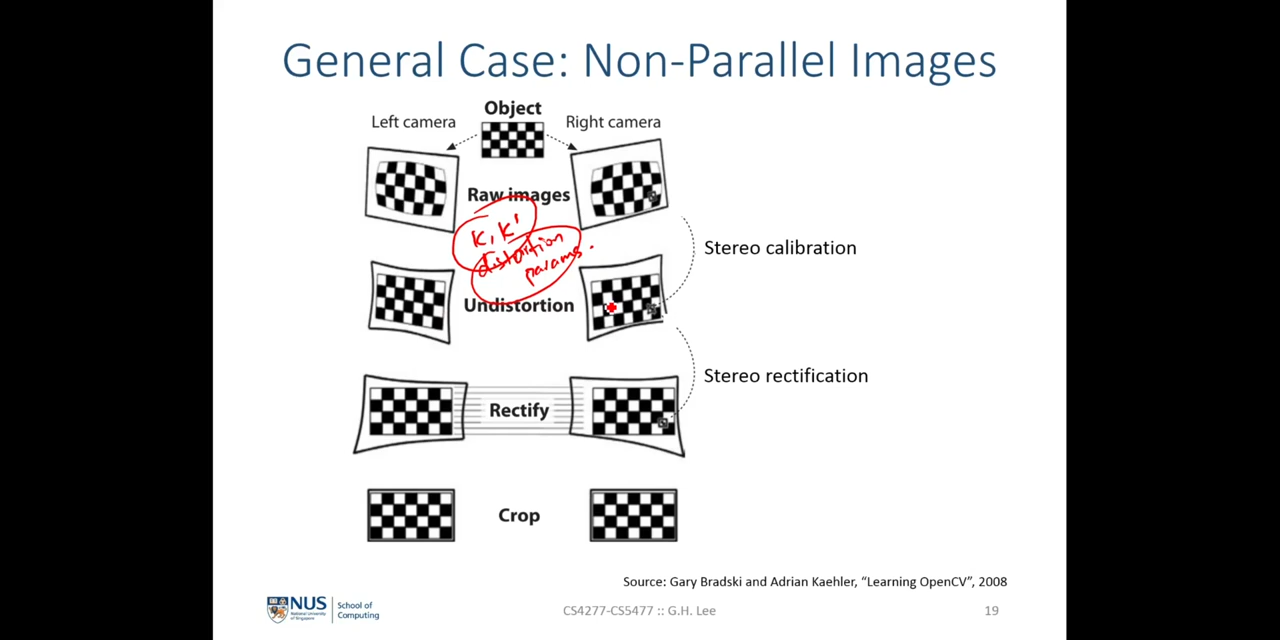 General Case: Non-Parallel Images
Object
Left camera
Right camera
Raw images
K, K'
distortion
params.
Stereo calibration
Undistortion
Stereo rectification
Rectify
Crop
Source: Gary Bradski and Adrian Kaehler, “Learning OpenCV”, 2008
NUS
National University
of Singapore
School of
Computing
CS4277-CS5477 :: G.H. Lee
19